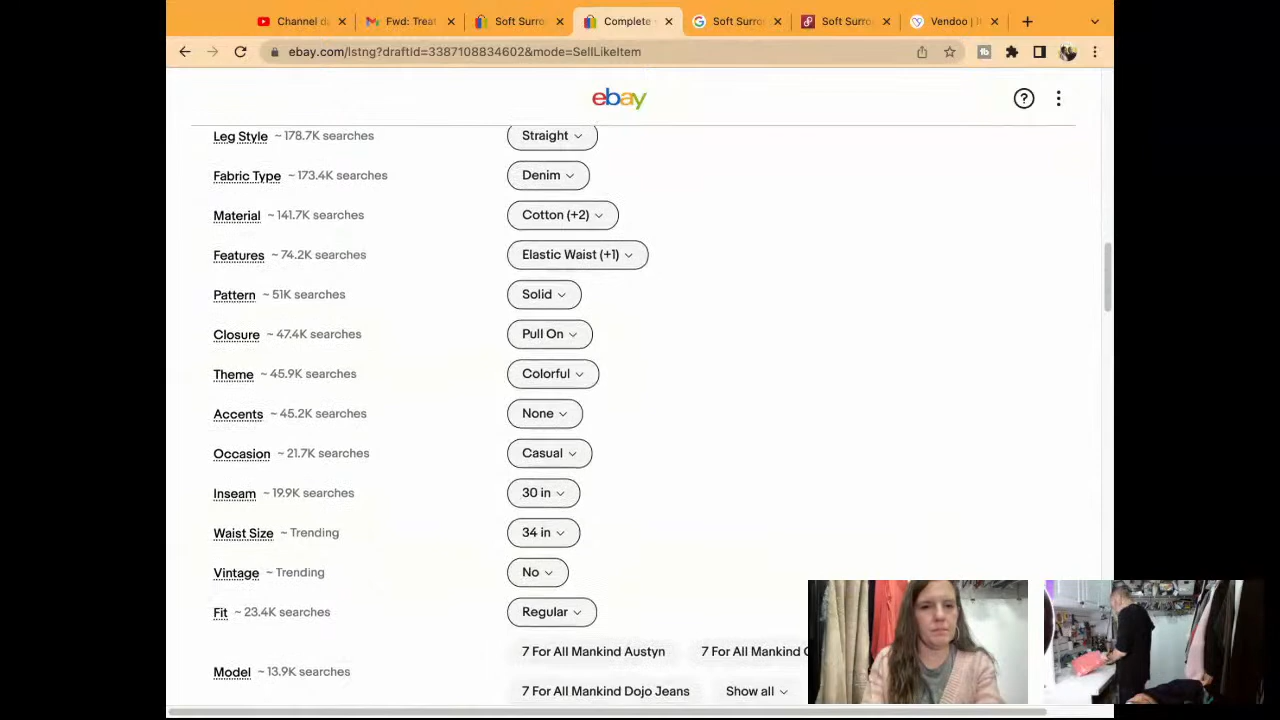 Channel da
Fwd: Treat
Soft Surro
Complete
Soft Surro
Soft Surro
Vendoo |
ebay.com/lstng?draftId=3387108834602&mode=SellLikeItem
ebay
Leg Style ~ 178.7K searches Straight
Fabric Type ~ 173.4K searches Denim
Material ~ 141.7K searches Cotton (+2)
Features ~ 74.2K searches Elastic Waist (+1)
Pattern ~ 51K searches Solid
Closure ~ 47.4K searches Pull On
Theme ~ 45.9K searches Colorful
Accents ~ 45.2K searches None
Occasion ~ 21.7K searches Casual
Inseam ~ 19.9K searches 30 in
Waist Size ~ Trending 34 in
Vintage ~ Trending No
Fit ~ 23.4K searches Regular
7 For All Mankind Austyn 7 For All Mankind
Model ~ 13.9K searches
7 For All Mankind Dojo Jeans Show all